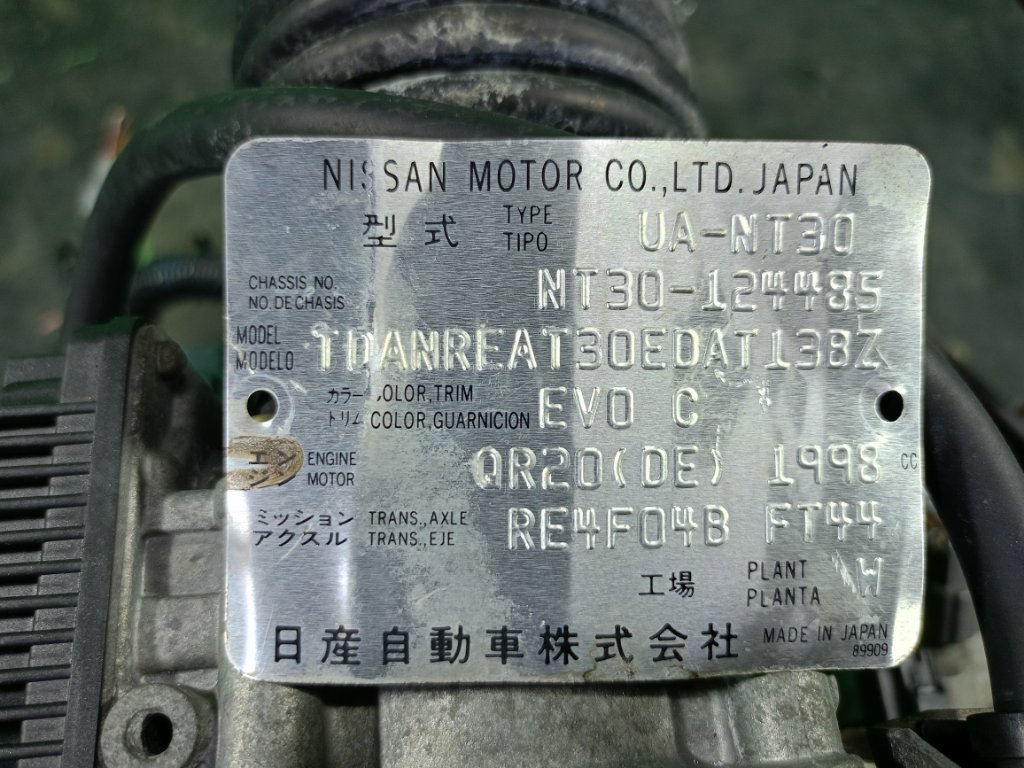 NISSAN MOTOR CO.,LTD. JAPAN
型式 TYPE TIPO UA-NT30
CHASSIS NO. NO. DE CHASIS NT30-124485
MODEL MODELO TDANREAT30EDAT138Z
カラー トリム COLOR,TRIM COLOR,GUARNICION EV0 C
エン ENGINE MOTOR QR20(DE) 1998 CC
ミッション アクスル TRANS.,AXLE TRANS.,EJE RE4F04B FT44
工場 PLANT PLANTA W
日産自動車株式会社 MADE IN JAPAN
89909